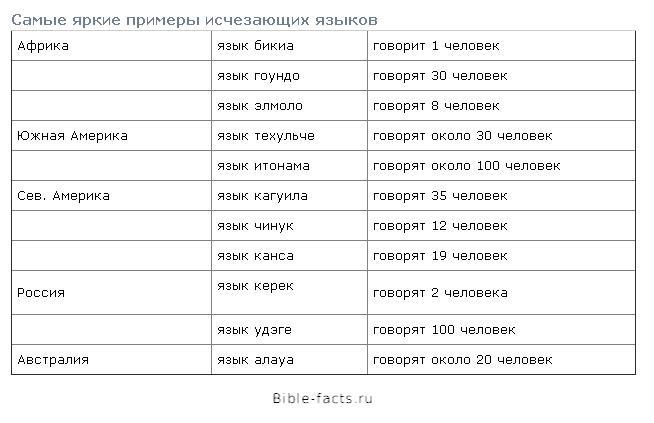 Самые яркие примеры исчезающих языков
Африка язык бикиа говорит 1 человек
язык гоундо говорят 30 человек
язык элмоло говорят 8 человек
Южная Америка язык техульче говорят около 30 человек
язык итонама говорят около 100 человек
Сев. Америка язык кагуила говорят 35 человек
язык чинук говорят 12 человек
язык канса говорят 19 человек
Россия язык керек говорят 2 человека
язык удэге говорят 100 человек
Австралия язык алауа говорят около 20 человек
Bible-facts.ru